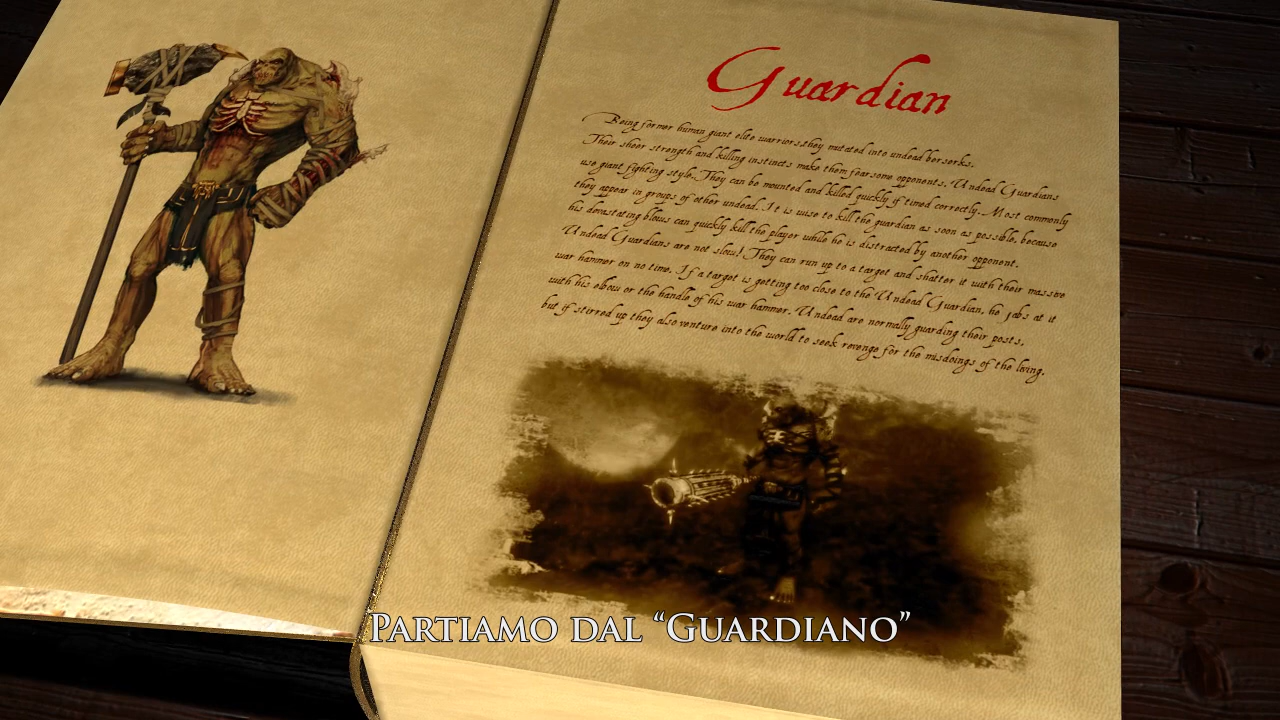 Guardian
Being former human giant elite warriors.they mutated into undead berserks.
Their sheer strength and killing instincts make them fearsome opponents. Undead Guardians
use giant fighting style. They can be mounted and killed quickly if timed correctly. Most commonly
they appear in groups of other undead. It is wise to kill the guardian as soon as possible, because
his devastating blows can quickly kill the player while he is distracted by another opponent.
Undead Guardians are not slow! They can run up to a target and shatter it with their massive
war hammer on no time. If a target is getting too close to the Undead Guardian, he jabs at it
with his elbow or the handle of his war hammer. Undead are normally guarding their posts,
but if stirred up they also venture into the world to seek revenge for the misdoings of the living.
Partiamo dal “Guardiano”